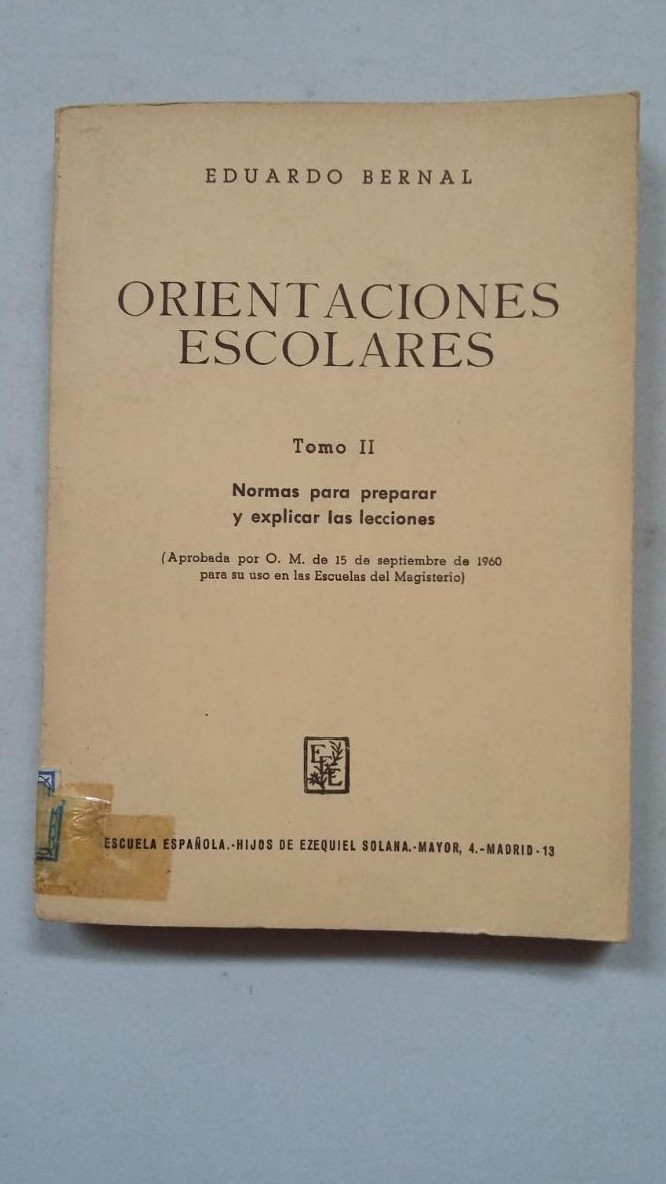 EDUARDO BERNAL
ORIENTACIONES
ESCOLARES
Tomo II
Normas para preparar
y explicar las lecciones
(Aprobada por O. M. de 15 de septiembre de 1960
para su uso en las Escuelas del Magisterio)
E
E
ESCUELA ESPAÑOLA.-HIJOS DE EZEQUIEL SOLANA.-MAYOR, 4.-MADRID-13